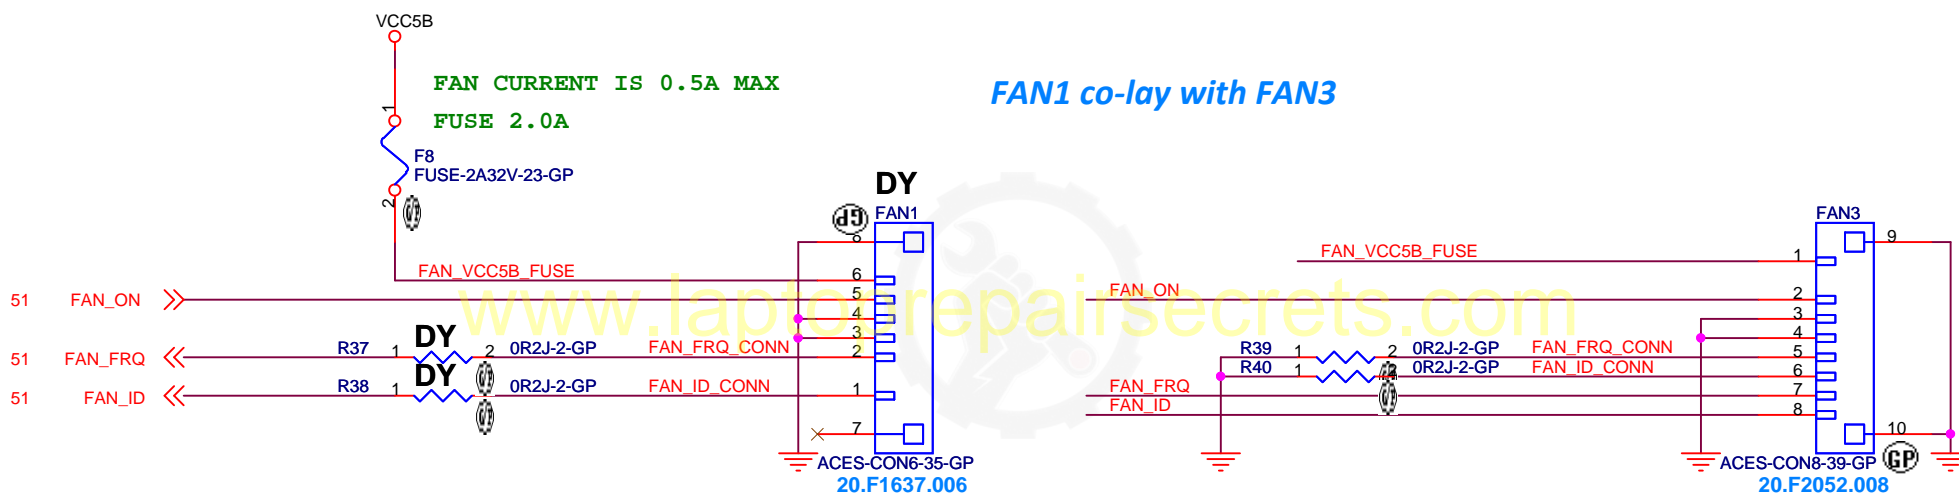 VCC5B
FAN CURRENT IS 0.5A MAX
FUSE 2.0A
FAN1 co-lay with FAN3
1
F8
FUSE-2A32V-23-GP
2
DY
GP
FAN1
FAN3
8
9
FAN_VCC5B_FUSE
6
FAN_VCC5B_FUSE
1
51 FAN_ON
5
FAN_ON
2
www.laptoprepairsecrets.com
4
3
3
4
DY
R37 1 2 0R2J-2-GP FAN_FRQ_CONN 2
51 FAN_FRQ
R39 1 2 0R2J-2-GP FAN_FRQ_CONN 5
R40 1 2 0R2J-2-GP FAN_ID_CONN 6
DY
R38 1 0R2J-2-GP FAN_ID_CONN 1
51 FAN_ID
FAN_FRQ 7
FAN_ID 8
7
10
ACES-CON6-35-GP
20.F1637.006
ACES-CON8-39-GP
GP
20.F2052.008